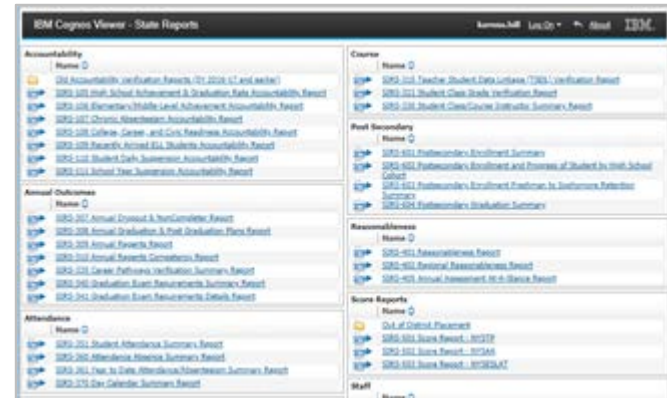 IBM Cognos Viewer - State Reports
Log On
About
IBM.
Accountability
Name
Old Accountability Verification Reports (SY 2016-17 and earlier)
SIRS-105 High School Achievement & Graduation Rate Accountability Report
SIRS-106 Elementary/Middle Level Achievement Accountability Report
SIRS-107 Chronic Absenteeism Accountability Report
SIRS-108 College, Career, and Civic Readiness Accountability Report
SIRS-109 Recently Arrived ELL Students Accountability Report
SIRS-110 Student Daily Suspension Accountability Report
SIRS-111 School Year Suspension Accountability Report
Annual Outcomes
Name
SIRS-307 Annual Dropout & NonCompleter Report
SIRS-308 Annual Graduation & Post Graduation Plans Report
SIRS-309 Annual Regents Report
SIRS-310 Annual Regents Competency Report
SIRS-320 Career Pathways Verification Summary Report
SIRS-340 Graduation Exam Requirements Summary Report
SIRS-341 Graduation Exam Requirements Details Report
Attendance
Name
SIRS-351 Student Attendance Summary Report
SIRS-360 Attendance Absence Summary Report
SIRS-361 Year to Date Attendance/Absenteeism Summary Report
SIRS-370 Day Calendar Summary Report
Course
Name
SIRS-315 Teacher Student Data Linkage (TSDL) Verification Report
SIRS-321 Student Class Grade Verification Report
SIRS-330 Student Class/Course Instructor Summary Report
Post Secondary
Name
SIRS-601 Postsecondary Enrollment Summary
SIRS-602 Postsecondary Enrollment and Progress of Student by High School
Cohort
SIRS-603 Postsecondary Enrollment Freshman to Sophomore Retention
Summary
SIRS-604 Postsecondary Graduation Summary
Reasonableness
Name
SIRS-401 Reasonableness Report
SIRS-402 Regional Reasonableness Report
SIRS-405 Annual Assessment At-A-Glance Report
Score Reports
Name
Out of District Placement
SIRS-501 Score Report - NYSTP
SIRS-502 Score Report - NYSAA
SIRS-503 Score Report - NYSESLAT
Staff
Name